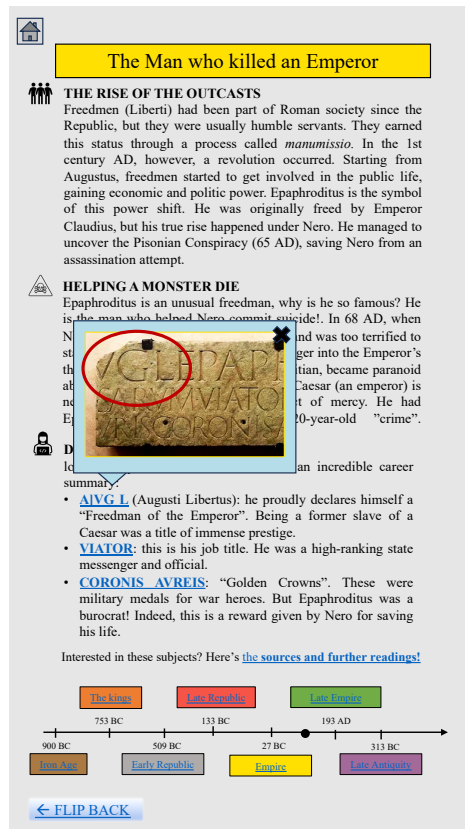 The Man who killed an Emperor
THE RISE OF THE OUTCASTS
Freedmen (Liberti) had been part of Roman society since the
Republic, but they were usually humble servants. They earned
this status through a process called manumissio. In the 1st
century AD, however, a revolution occurred. Starting from
Augustus, freedmen started to get involved in the public life,
gaining economic and politic power. Epaphroditus is the symbol
of this power shift. He was originally freed by Emperor
Claudius, but his true rise happened under Nero. He managed to
uncover the Pisonian Conspiracy (65 AD), saving Nero from an
assassination attempt.
HELPING A MONSTER DIE
Epaphroditus is an unusual freedman, why is he so famous? He
is the man who helped Nero commit suicide!. In 68 AD, when
and was too terrified to
into the Emperor's
became paranoid
Caesar (an emperor) is
of mercy. He had
20-year-old ”crime”.
VGLEPAPH
VIATO
CORONIS
an incredible career
summary:
• A|VG L (Augusti Libertus): he proudly declares himself a
“Freedman of the Emperor”. Being a former slave of a
Caesar was a title of immense prestige.
• VIATOR: this is his job title. He was a high-ranking state
messenger and official.
• CORONIS AVREIS: “Golden Crowns”. These were
military medals for war heroes. But Epaphroditus was a
burocrat! Indeed, this is a reward given by Nero for saving
his life.
Interested in these subjects? Here’s the sources and further readings!
The kings
Late Republic
Late Empire
753 BC
133 BC
193 AD
900 BC
509 BC
27 BC
313 BC
Iron Age
Early Republic
Empire
Late Antiquity
← FLIP BACK